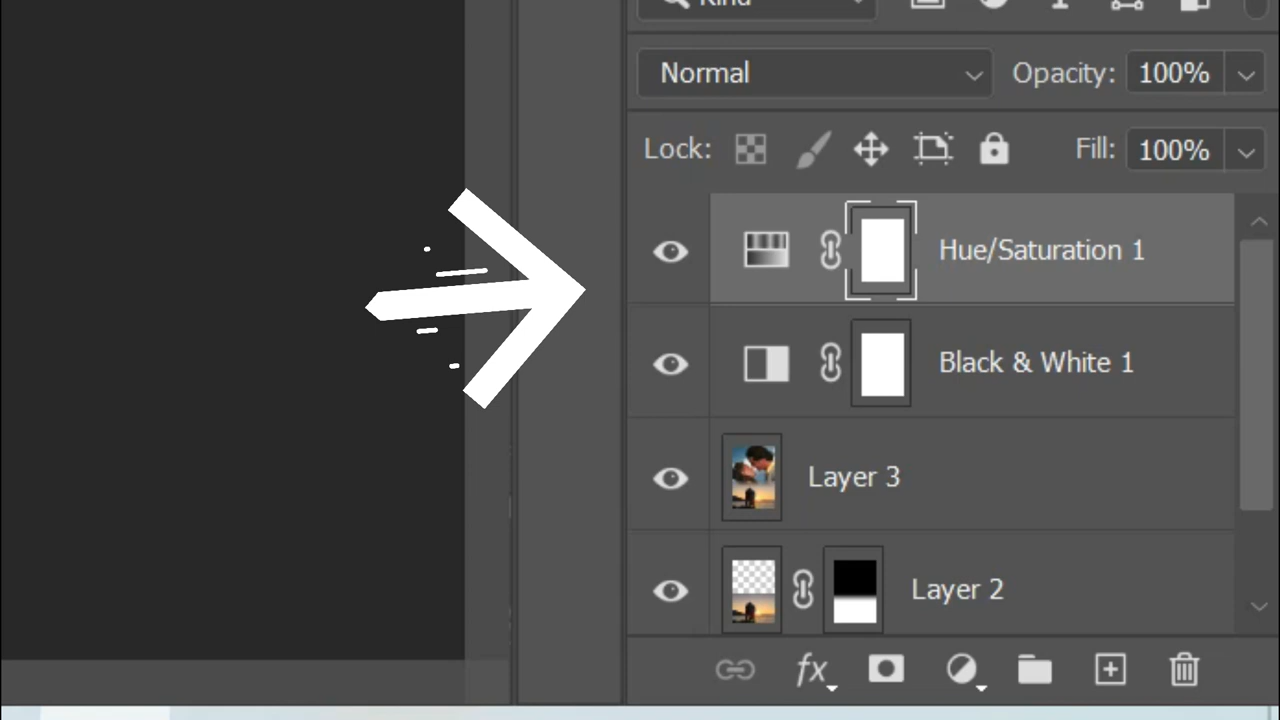 Kind
Normal Opacity: 100%
Lock: Fill: 100%
Hue/Saturation 1
Black & White 1
Layer 3
Layer 2
fx